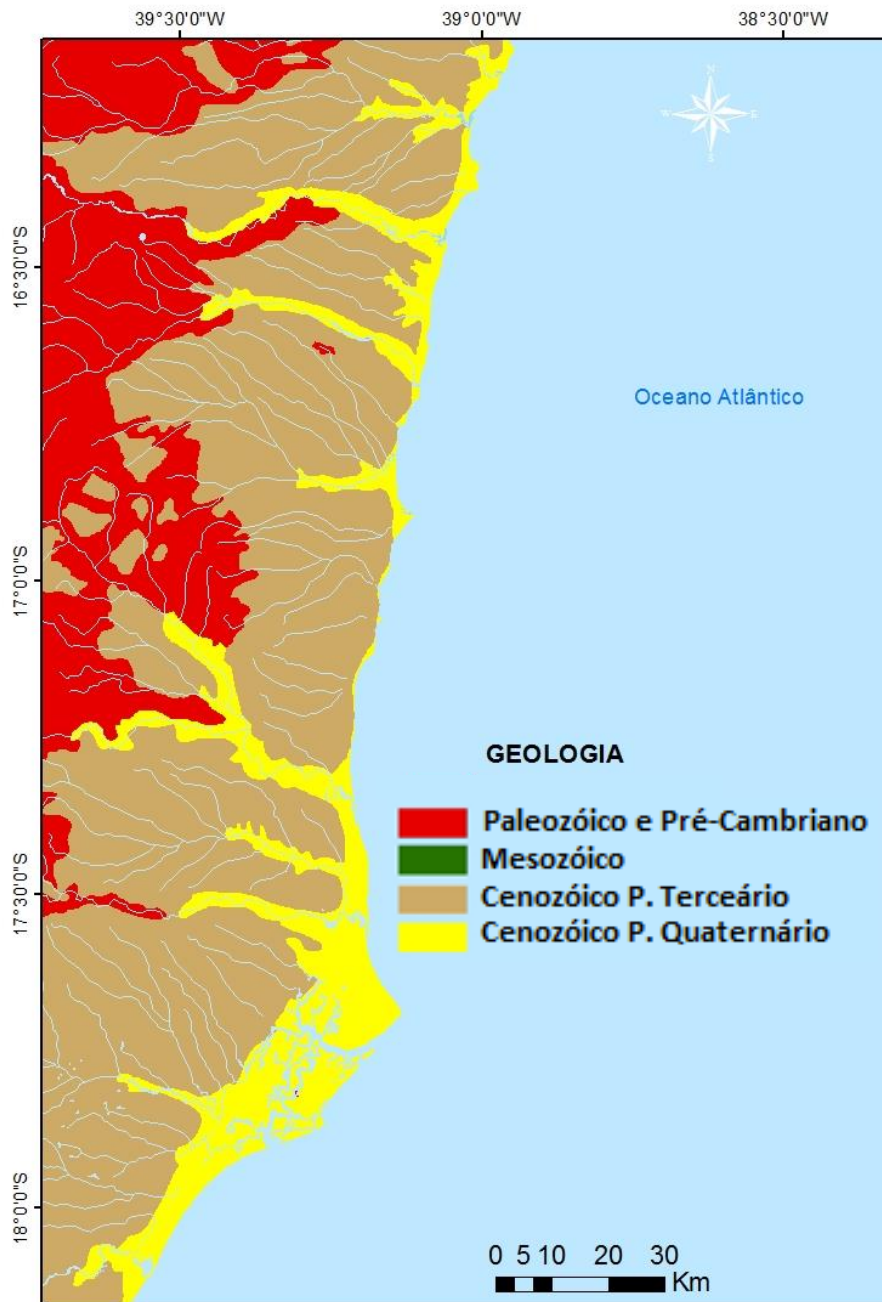 39°30'0"W 39°0'0"W 38°30'0"W
N
W E
S
16°30'0"S
Oceano Atlântico
17°0'0"S
GEOLOGIA
Paleozóico e Pré-Cambriano
Mesozóico
17°30'0"S
Cenozóico P. Terceário
Cenozóico P. Quaternário
18°0'0"S
0 5 10 20 30
Km